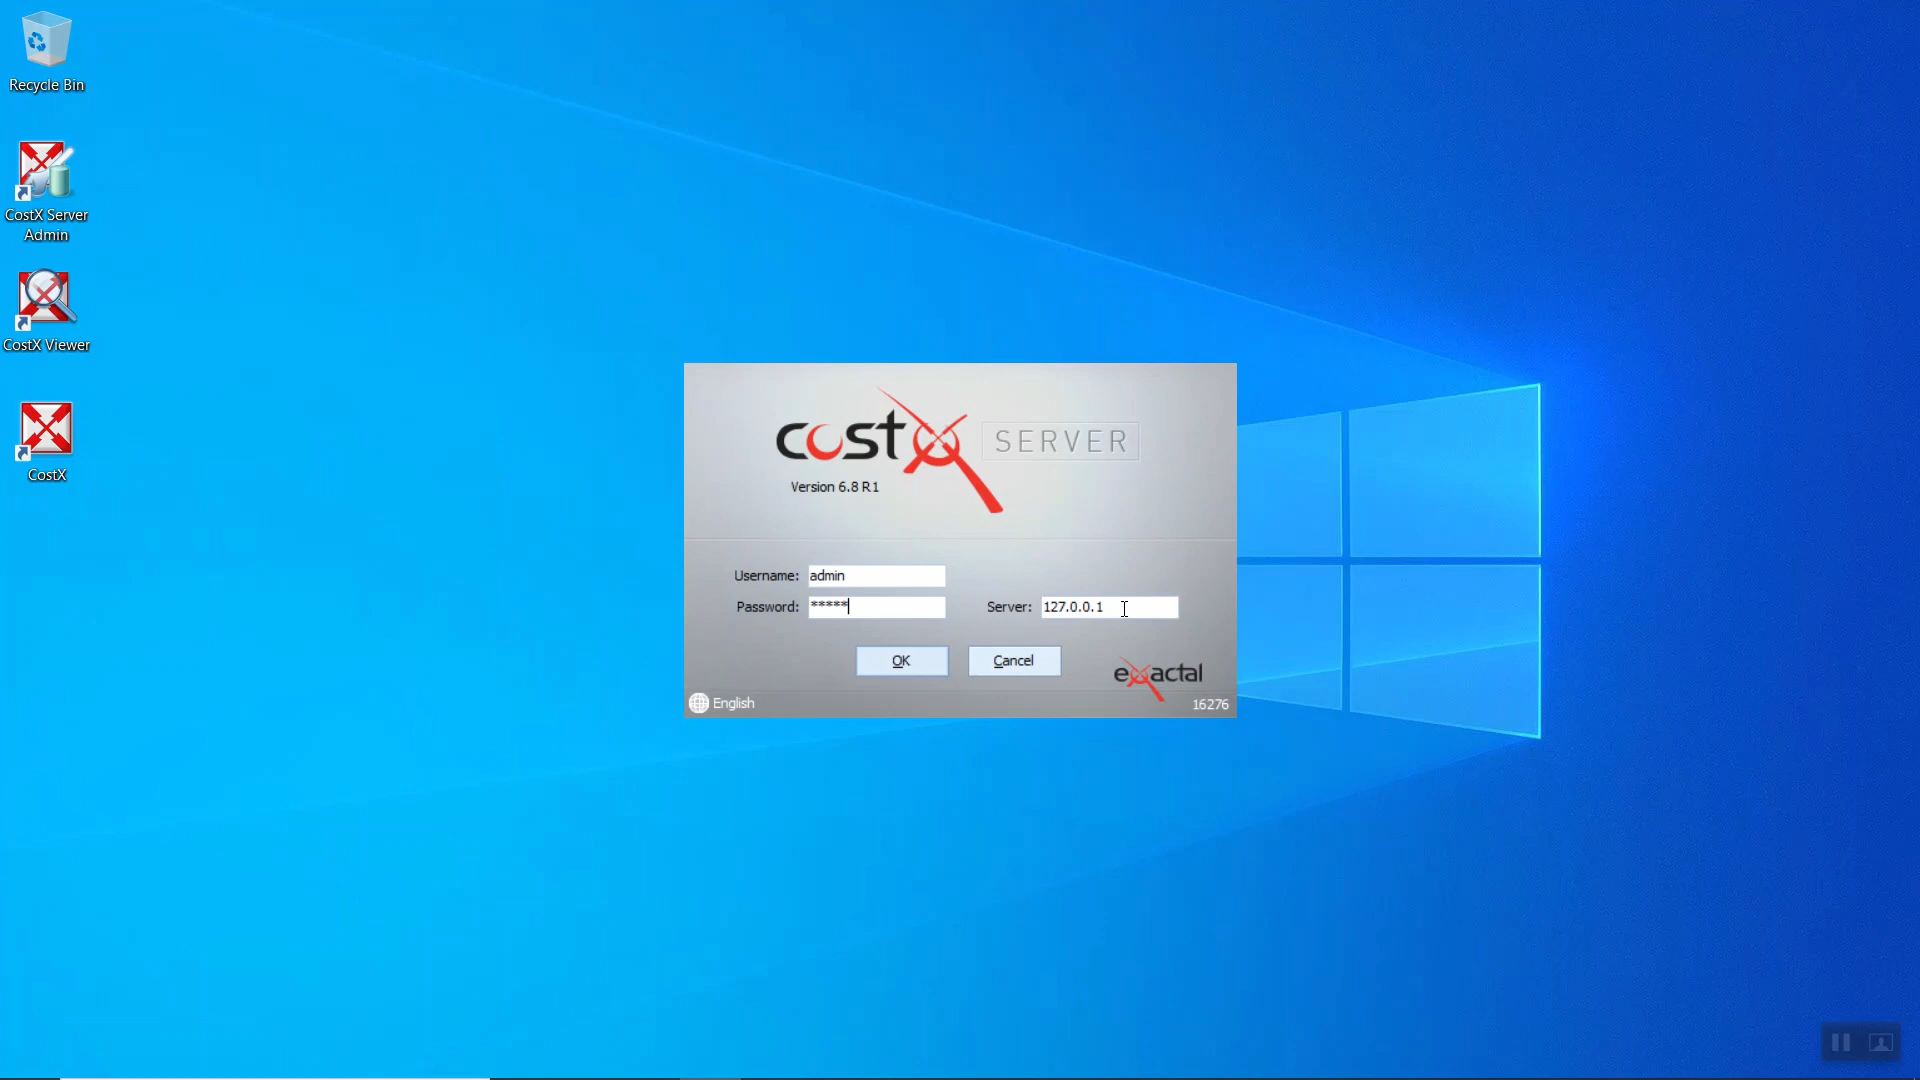 Recycle Bin
CostX Server
Admin
CostX Viewer
CostX
costX SERVER
Version 6.8 R1
Username: admin
Password: *****
Server: 127.0.0.1
OK
Cancel
exactal
English
16276